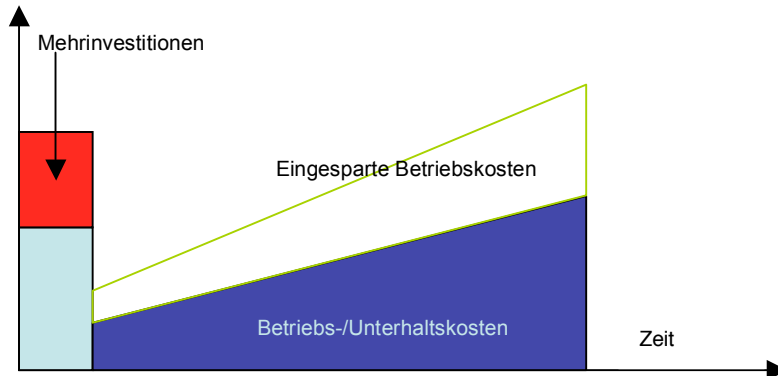 Mehrinvestitionen
Eingesparte Betriebskosten
Betriebs-/Unterhaltskosten
Zeit